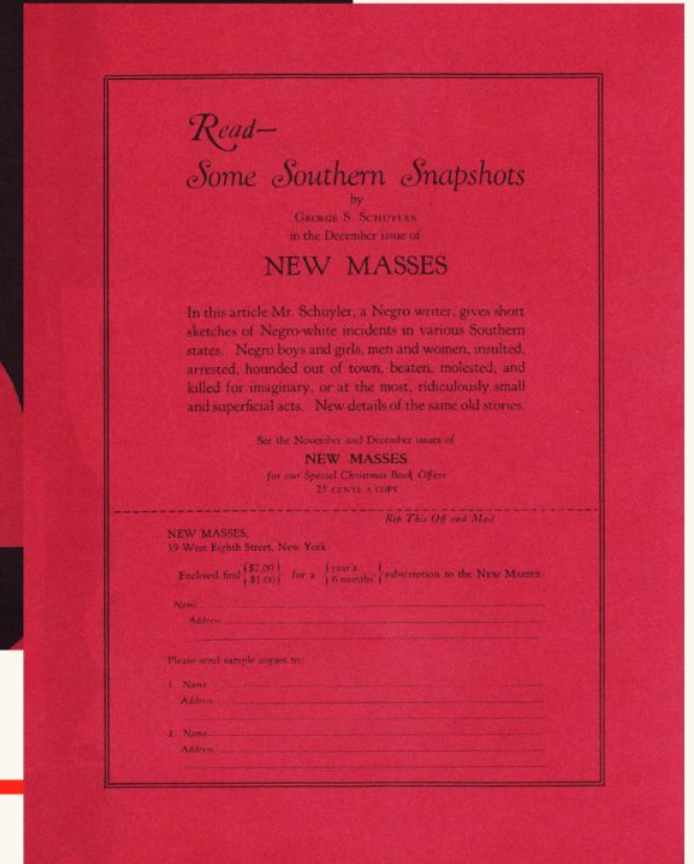 Read—
Some Southern Snapshots
by
GEORGE S. SCHUYLER
in the December issue of
NEW MASSES
In this article Mr. Schuyler, a Negro writer, gives short
sketches of Negro-white incidents in various Southern
states. Negro boys and girls, men and women, insulted,
arrested, hounded out of town, beaten, molested, and
killed for imaginary, or at the most, ridiculously small
and superficial acts. New details of the same old stories.
See the November and December issues of
NEW MASSES
for our Special Christmas Book Offers
25 CENTS A COPY
Rip This Off and Mail
NEW MASSES,
39 West Eighth Street, New York
Enclosed find { $2.00 } for a { year's } subscription to the NEW MASSES.
{ $1.00 } { 6 months' }
Name
Address
Please send sample copies to:
1. Name
Address
2. Name
Address